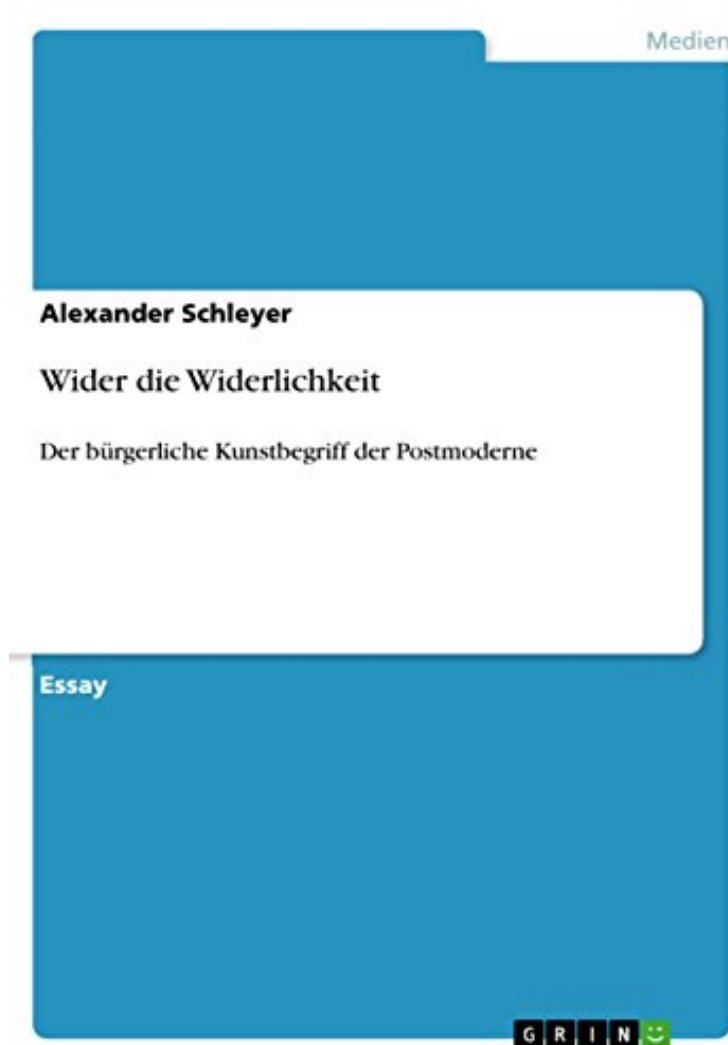 Medien
Alexander Schleyer
Wider die Widerlichkeit
Der bürgerliche Kunstbegriff der Postmoderne
Essay
GRIN